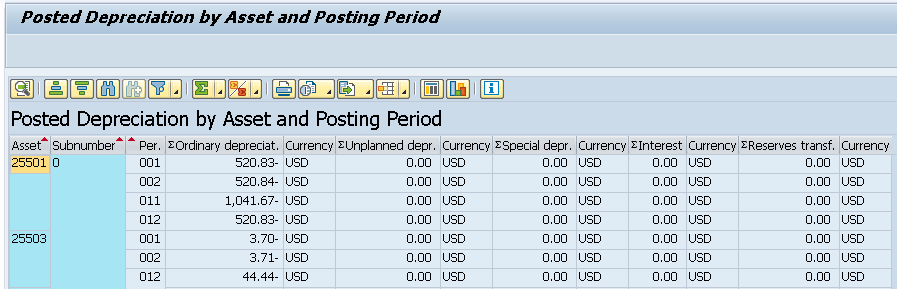 Posted Depreciation by Asset and Posting Period
Posted Depreciation by Asset and Posting Period
Asset Subnumber Per. ΣOrdinary depreciat. Currency ΣUnplanned depr. Currency ΣSpecial depr. Currency ΣInterest Currency ΣReserves transf. Currency
25501 0 001 520.83- USD 0.00 USD 0.00 USD 0.00 USD 0.00 USD
002 520.84- USD 0.00 USD 0.00 USD 0.00 USD 0.00 USD
011 1,041.67- USD 0.00 USD 0.00 USD 0.00 USD 0.00 USD
012 520.83- USD 0.00 USD 0.00 USD 0.00 USD 0.00 USD
25503 001 3.70- USD 0.00 USD 0.00 USD 0.00 USD 0.00 USD
002 3.71- USD 0.00 USD 0.00 USD 0.00 USD 0.00 USD
012 44.44- USD 0.00 USD 0.00 USD 0.00 USD 0.00 USD